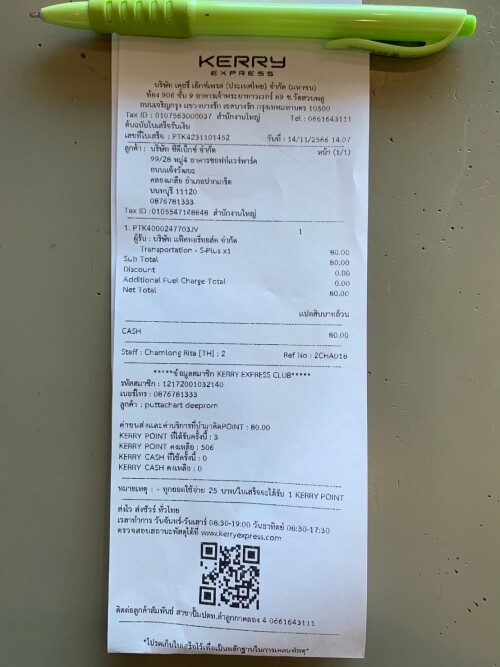 KERRY
EXPRESS
บริษัท เคอรี่ เอ็กซ์เพรส (ประเทศไทย) จำกัด (มหาชน)
ห้อง 906 ชั้น 9 อาคารเจ้าพระยาทาวเวอร์ 89 ซ.วัดสวนพลู
ถนนเจริญกรุง แขวงบางรัก เขตบางรัก กรุงเทพมหานคร 10500
Tax ID : 0107563000037 สำนักงานใหญ่ Tel : 0661643111
ต้นฉบับใบเสร็จรับเงิน
เลขที่ใบเสร็จ : PTK4231101452 วันที่ : 14/11/2566 14:07
ลูกค้า : บริษัท ซีดีเน็กซ์ จำกัด หน้า (1/1)
99/28 หมู่4 อาคารซอฟท์แวร์พาร์ค
ถนนแจ้งวัฒนะ
คลองเกลือ อำเภอปากเกร็ด
นนทบุรี 11120
0876781333
Tax ID :0105547148648 สำนักงานใหญ่
1. PTK4000247703JV 1
ผู้รับ : บริษัท แพ็คทอรี่ทอล์ค จำกัด
Transportation - S-Plus x1 80.00
Sub Total 80.00
Discount 0.00
Additional Fuel Charge Total 0.00
Net Total 80.00
แปดสิบบาทถ้วน
CASH 80.00
Staff : Chamlong Rita [TH] : 2 Ref No : 2CHA018
*****ข้อมูลสมาชิก KERRY EXPRESS CLUB*****
รหัสสมาชิก : 12172001032140
เบอร์โทร : 0876781333
ลูกค้า : puttachart deeprom
ค่าขนส่งและค่าบริการที่นำมาคิดPOINT : 80.00
KERRY POINT ที่ได้รับครั้งนี้ : 3
KERRY POINT คงเหลือ : 506
KERRY CASH ที่ใช้ครั้งนี้ : 0
KERRY CASH คงเหลือ : 0
หมายเหตุ : - ทุกยอดใช้จ่าย 25 บาท/ใบเสร็จจะได้รับ 1 KERRY POINT
ส่งไว ส่งชัวร์ ทั่วไทย
เวลาทำการ วันจันทร์-วันเสาร์ 08:30-19:00 วันอาทิตย์ 08:30-17:30
ตรวจสอบสถานะพัสดุได้ที่ www.kerryexpress.com
ติดต่อลูกค้าสัมพันธ์ สาขาปั๊มปตท.ลำลูกกาคลอง 4 0661643111
*โปรดเก็บใบเสร็จไว้เพื่อเป็นหลักฐานในการเคลมพัสดุ*